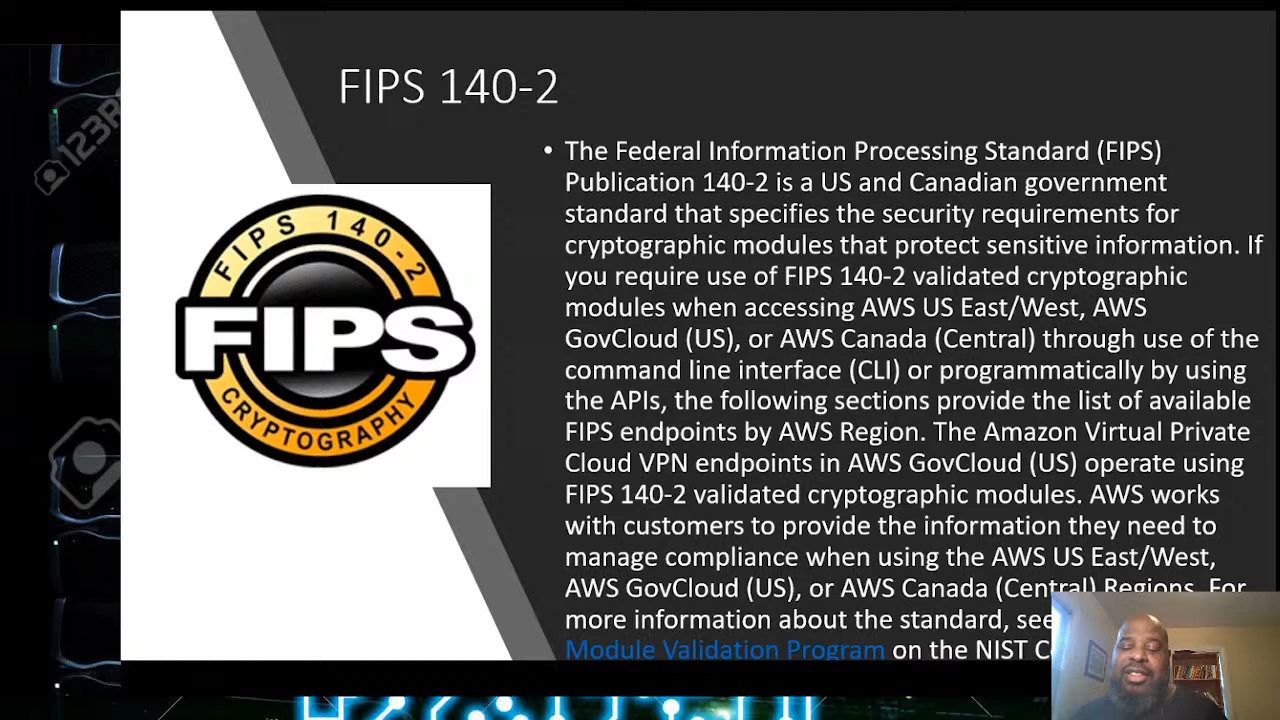 FIPS 140-2
• The Federal Information Processing Standard (FIPS)
Publication 140-2 is a US and Canadian government
standard that specifies the security requirements for
cryptographic modules that protect sensitive information. If
you require use of FIPS 140-2 validated cryptographic
modules when accessing AWS US East/West, AWS
GovCloud (US), or AWS Canada (Central) through use of the
command line interface (CLI) or programmatically by using
the APIs, the following sections provide the list of available
FIPS endpoints by AWS Region. The Amazon Virtual Private
Cloud VPN endpoints in AWS GovCloud (US) operate using
FIPS 140-2 validated cryptographic modules. AWS works
with customers to provide the information they need to
manage compliance when using the AWS US East/West,
AWS GovCloud (US), or AWS Canada (Central) Regions. For
more information about the standard, see
Module Validation Program on the NIST
FIPS 140-2
FIPS
CRYPTOGRAPHY